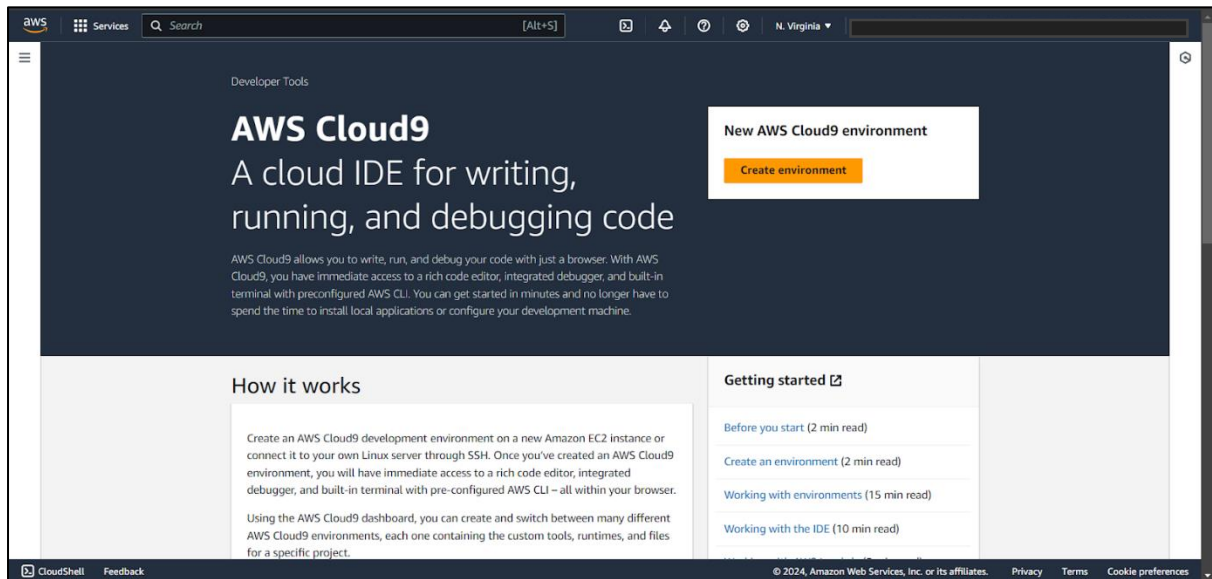 aws
Services
Search
[Alt+S]
N. Virginia
Developer Tools
AWS Cloud9
A cloud IDE for writing,
running, and debugging code
AWS Cloud9 allows you to write, run, and debug your code with just a browser. With AWS
Cloud9, you have immediate access to a rich code editor, integrated debugger, and built-in
terminal with preconfigured AWS CLI. You can get started in minutes and no longer have to
spend the time to install local applications or configure your development machine.
New AWS Cloud9 environment
Create environment
How it works
Create an AWS Cloud9 development environment on a new Amazon EC2 instance or
connect it to your own Linux server through SSH. Once you've created an AWS Cloud9
environment, you will have immediate access to a rich code editor, integrated
debugger, and built-in terminal with pre-configured AWS CLI – all within your browser.
Using the AWS Cloud9 dashboard, you can create and switch between many different
AWS Cloud9 environments, each one containing the custom tools, runtimes, and files
for a specific project.
Getting started
Before you start (2 min read)
Create an environment (2 min read)
Working with environments (15 min read)
Working with the IDE (10 min read)
CloudShell
Feedback
© 2024, Amazon Web Services, Inc. or its affiliates.
Privacy
Terms
Cookie preferences